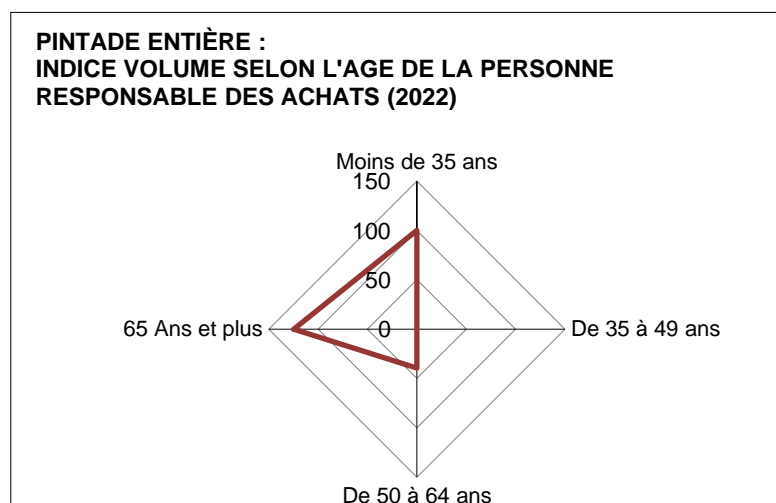 PINTADE ENTIÈRE :
INDICE VOLUME SELON L'AGE DE LA PERSONNE
RESPONSABLE DES ACHATS (2022)
Moins de 35 ans
150
100
50
65 Ans et plus
0
De 35 à 49 ans
De 50 à 64 ans